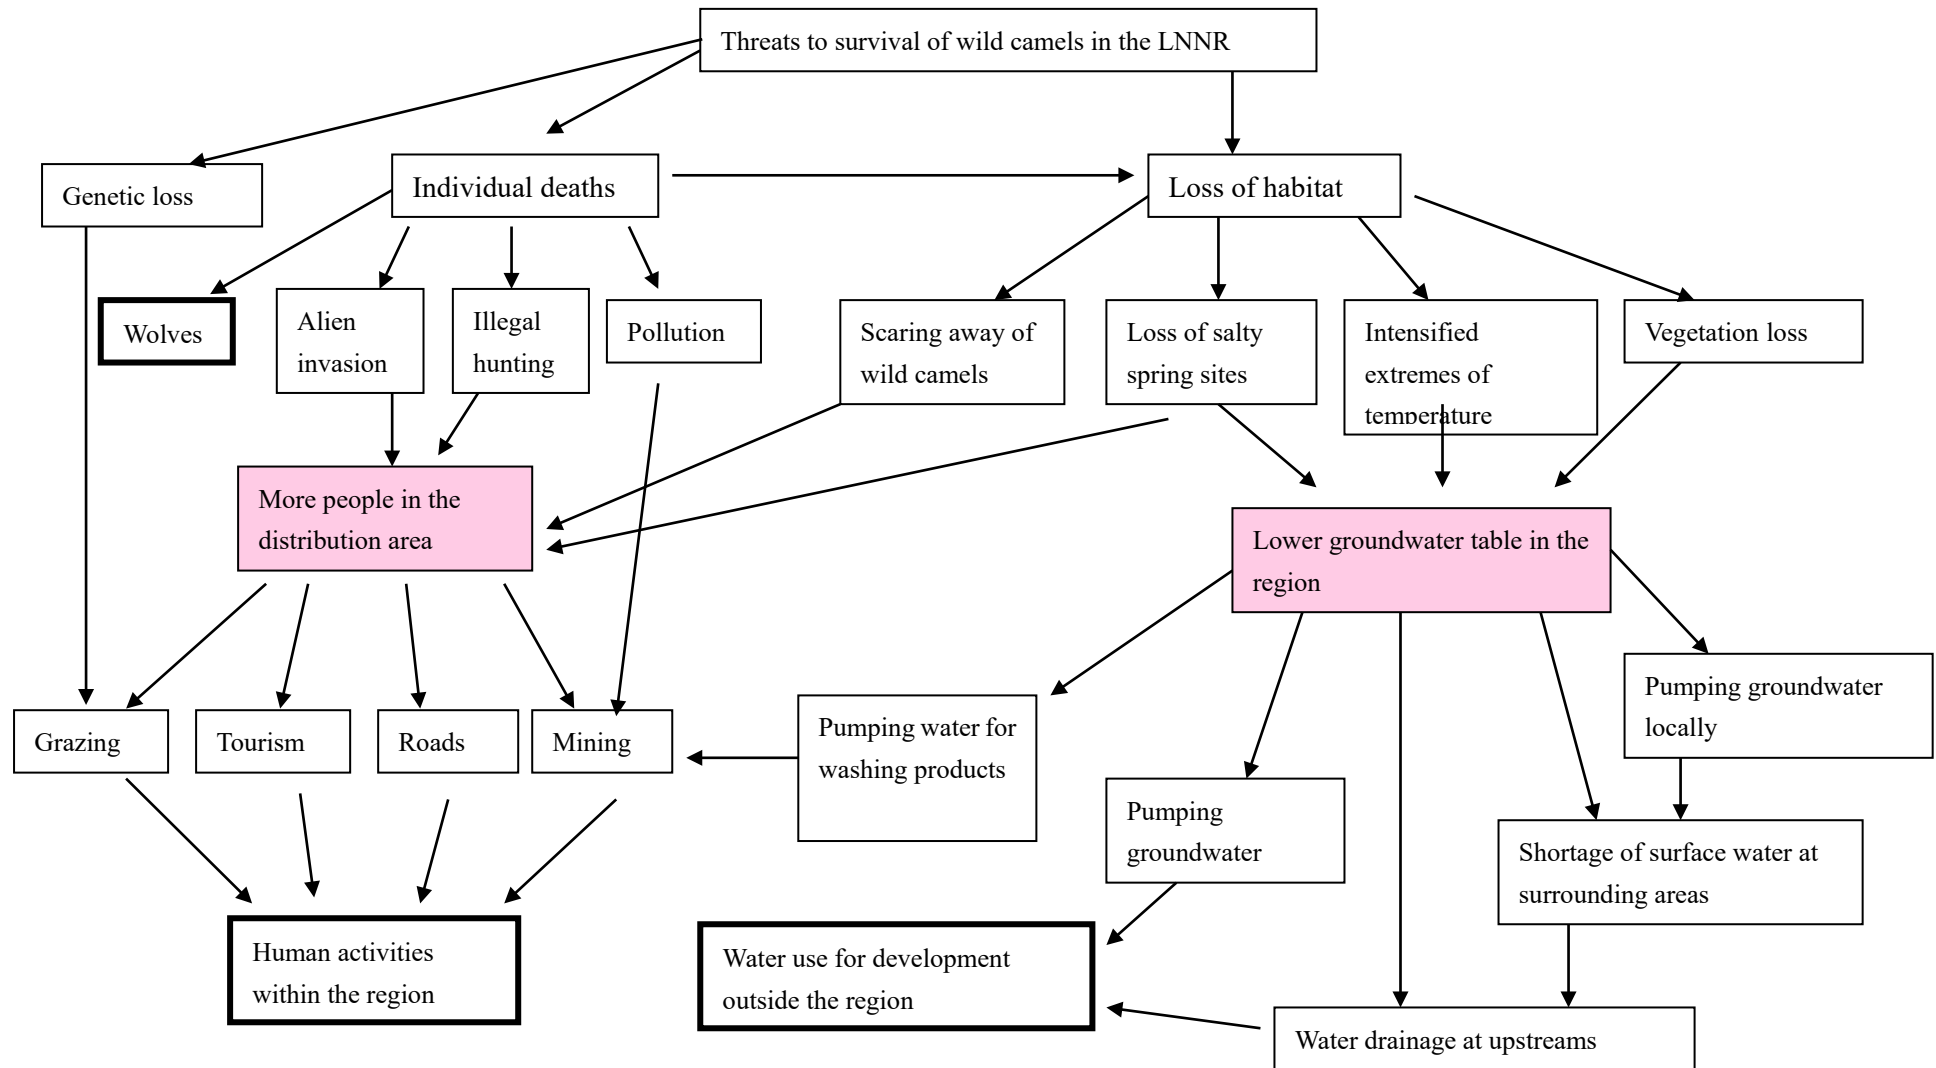 Threats to survival of wild camels in the LNNR
Genetic loss
Individual deaths
Loss of habitat
Wolves
Alien
invasion
Illegal
hunting
Pollution
Scaring away of
wild camels
Loss of salty
spring sites
Intensified
extremes of
temperature
Vegetation loss
More people in the
distribution area
Lower groundwater table in the
region
Grazing
Tourism
Roads
Mining
Pumping water for
washing products
Pumping groundwater
locally
Pumping
groundwater
Shortage of surface water at
surrounding areas
Human activities
within the region
Water use for development
outside the region
Water drainage at upstreams